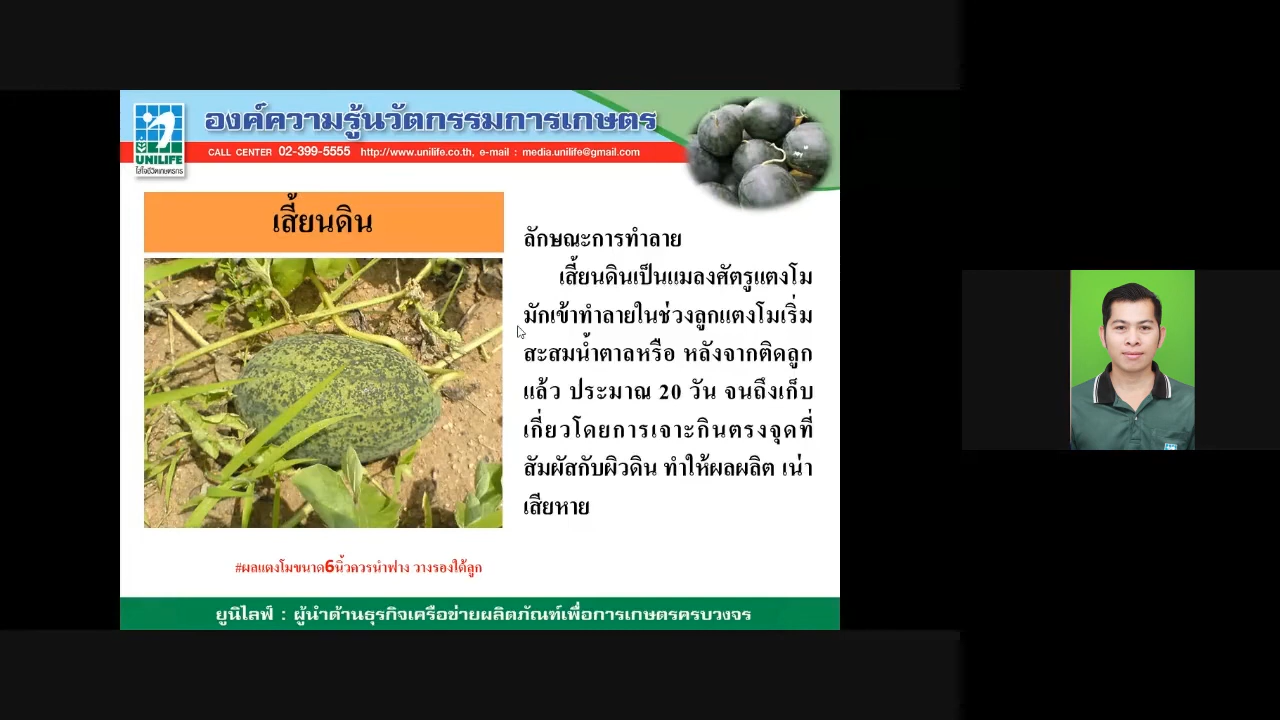 องค์ความรู้นวัตกรรมการเกษตร
UNILIFE
ใส่ใจชีวิตเกษตรกร
CALL CENTER 02-399-5555 http://www.unilife.co.th, e-mail : media.unilife@gmail.com
เสี้ยนดิน
ลักษณะการทำลาย
เสี้ยนดินเป็นแมลงศัตรูแตงโม
มักเข้าทำลายในช่วงลูกแตงโมเริ่ม
สะสมน้ำตาลหรือ หลังจากติดลูก
แล้ว ประมาณ 20 วัน จนถึงเก็บ
เกี่ยวโดยการเจาะกินตรงจุดที่
สัมผัสกับผิวดิน ทำให้ผลผลิต เน่า
เสียหาย
#ผลแตงโมขนาด6นิ้วควรนำฟาง วางรองใต้ลูก
ยูนิไลฟ์ : ผู้นำด้านธุรกิจเครือข่ายผลิตภัณฑ์เพื่อการเกษตรครบวงจร